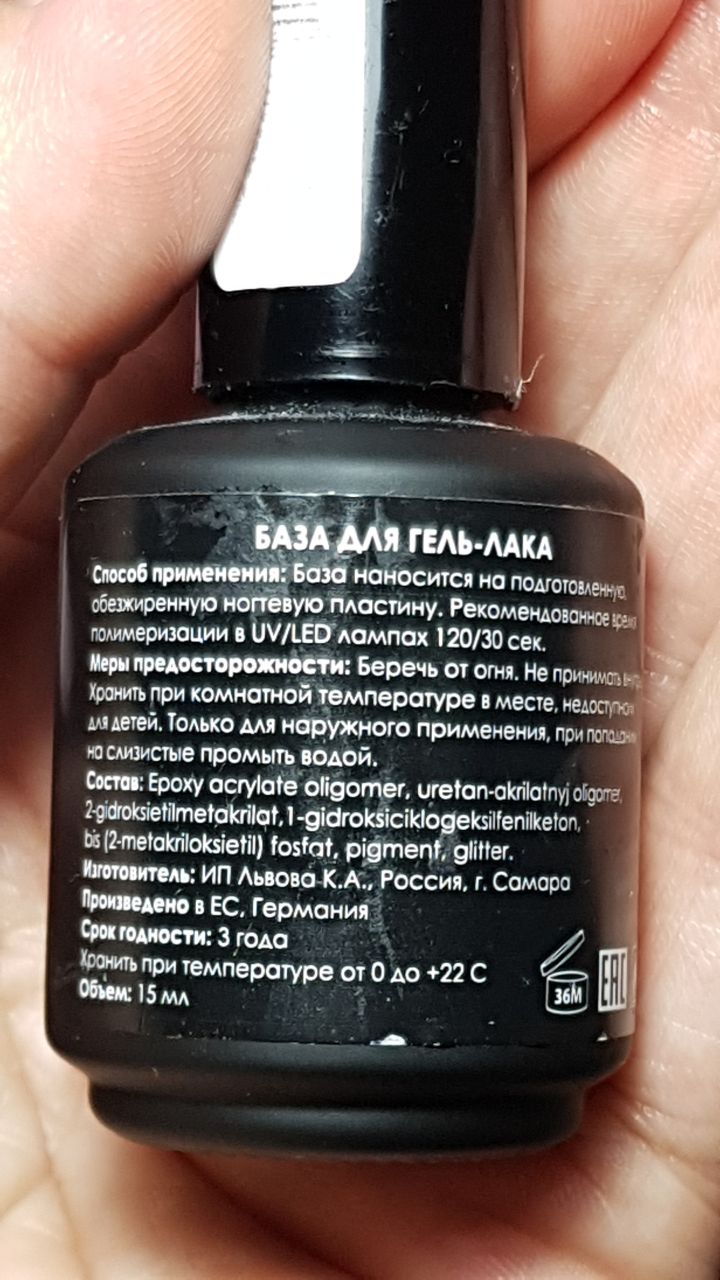 БАЗА ДЛЯ ГЕЛЬ-ЛАКА
Способ применения: База наносится на подготовленную,
обезжиренную ногтевую пластину. Рекомендованное время
полимеризации в UV/LED лампах 120/30 сек.
Меры предосторожности: Беречь от огня. Не принимать
Хранить при комнатной температуре в месте, недоступном
для детей. Только для наружного применения, при попадании
на слизистые промыть водой.
Состав: Epoxy acrylate oligomer, uretan-akrilatnyj oligomer,
2-gidroksietilmetakrilat, 1-gidroksiciklogeksilfenilketon,
bis (2-metakriloksietil) fosfat, pigment, glitter.
Изготовитель: ИП Львова К.А., Россия, г. Самара
Произведено в ЕС, Германия
Срок годности: 3 года
Хранить при температуре от 0 до +22 С
Объем: 15 мл
36М
EAC